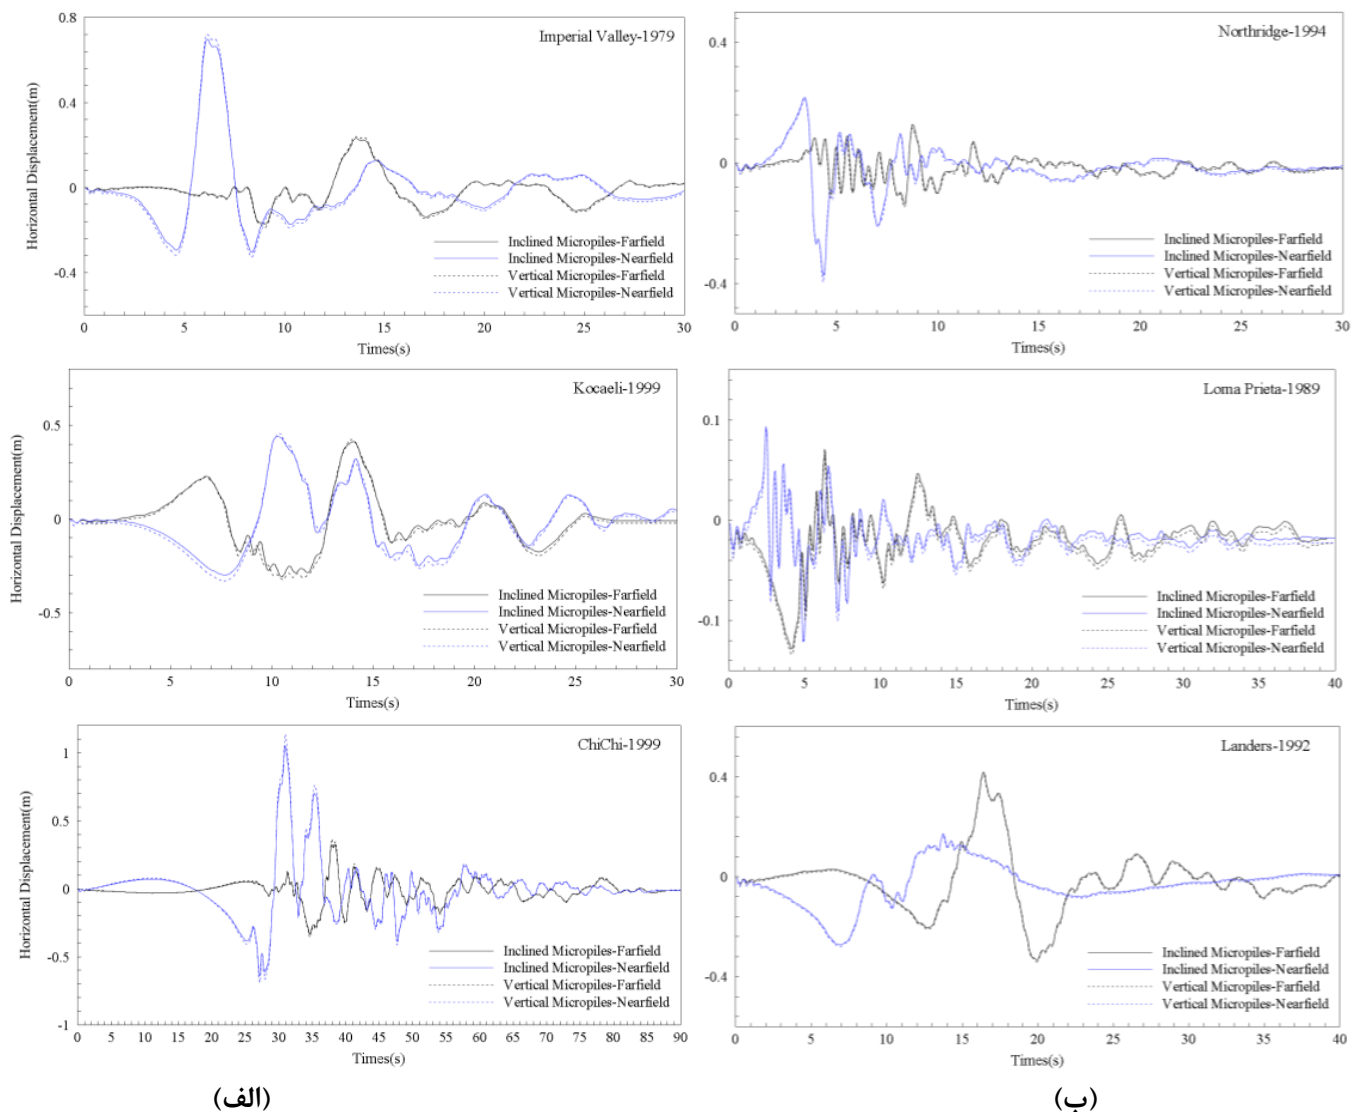 Imperial Valley-1979
0.8
0.4
0
-0.4
Horizontal Displacement(m)
Inclined Micropiles-Farfield
Inclined Micropiles-Nearfield
Vertical Micropiles-Farfield
Vertical Micropiles-Nearfield
0 5 10 15 20 25 30
Times(s)
Northridge-1994
0.4
0
-0.4
Inclined Micropiles-Farfield
Inclined Micropiles-Nearfield
Vertical Micropiles-Farfield
Vertical Micropiles-Nearfield
0 5 10 15 20 25 30
Times(s)
Kocaeli-1999
0.5
0
-0.5
Horizontal Displacement(m)
Inclined Micropiles-Farfield
Inclined Micropiles-Nearfield
Vertical Micropiles-Farfield
Vertical Micropiles-Nearfield
0 5 10 15 20 25 30
Times(s)
Loma Prieta-1989
0.1
0
-0.1
Inclined Micropiles-Farfield
Inclined Micropiles-Nearfield
Vertical Micropiles-Farfield
Vertical Micropiles-Nearfield
0 5 10 15 20 25 30 35 40
Times(s)
ChiChi-1999
1
0.5
0
-0.5
-1
Horizontal Displacement(m)
Inclined Micropiles-Farfield
Inclined Micropiles-Nearfield
Vertical Micropiles-Farfield
Vertical Micropiles-Nearfield
0 5 10 15 20 25 30 35 40 45 50 55 60 65 70 75 80 85 90
Times(s)
Landers-1992
0.4
0
-0.4
Inclined Micropiles-Farfield
Inclined Micropiles-Nearfield
Vertical Micropiles-Farfield
Vertical Micropiles-Nearfield
0 5 10 15 20 25 30 35 40
Times(s)
(الف)
(ب)